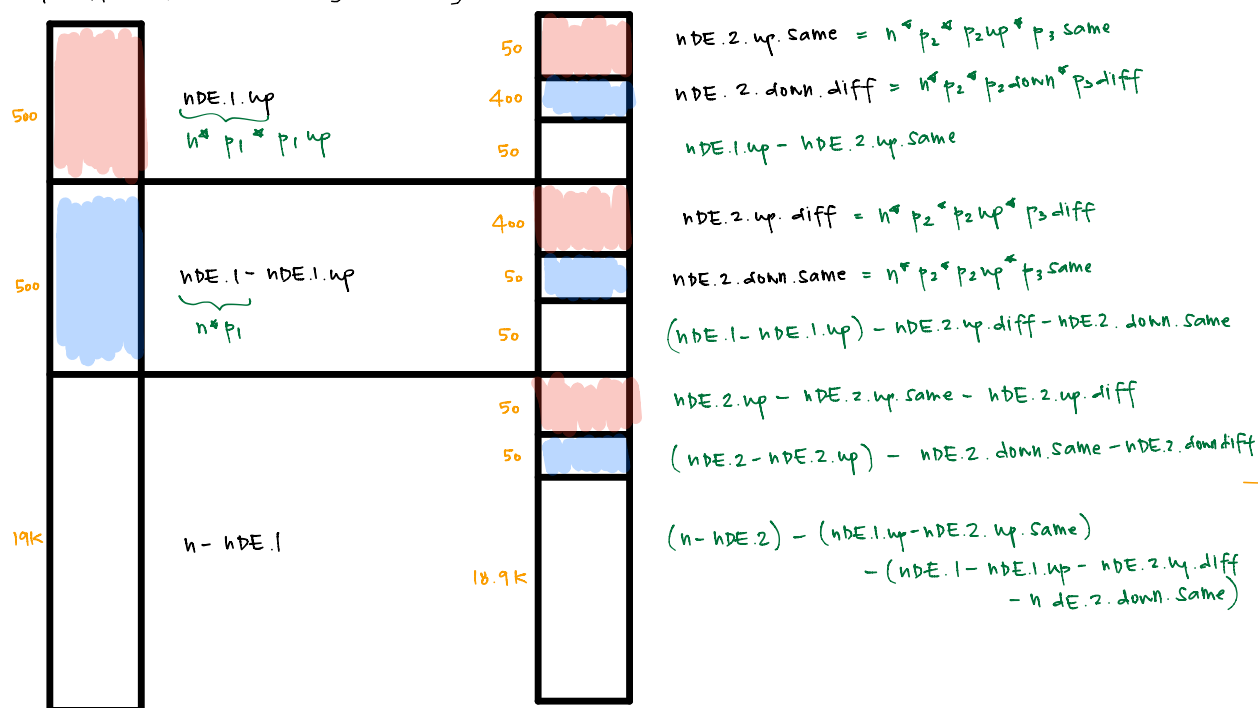 500
nDE.1.up
n* p1* p1 up
50
nDE.2.up.same = n* p2* p2up* p3 same
400
nDE.2.down.diff = n* p2* p2down* p3diff
50
nDE.1.up - nDE.2.up.same
500
nDE.1 - nDE.1.up
n* p1
400
nDE.2.up.diff = n* p2* p2up* p3diff
50
nDE.2.down.same = n* p2* p2up* p3 same
50
(nDE.1 - nDE.1.up) - nDE.2.up.diff - nDE.2.down.same
50
nDE.2.up - nDE.2.up.same - nDE.2.up.diff
50
(nDE.2 - nDE.2.up) - nDE.2.down.same - nDE.2.down diff
19K
n - nDE.1
18.9K
(n - nDE.2) - (nDE.1.up - nDE.2.up.same)
- (nDE.1 - nDE.1.up - nDE.2.up.diff
- n dE.2.down.same)